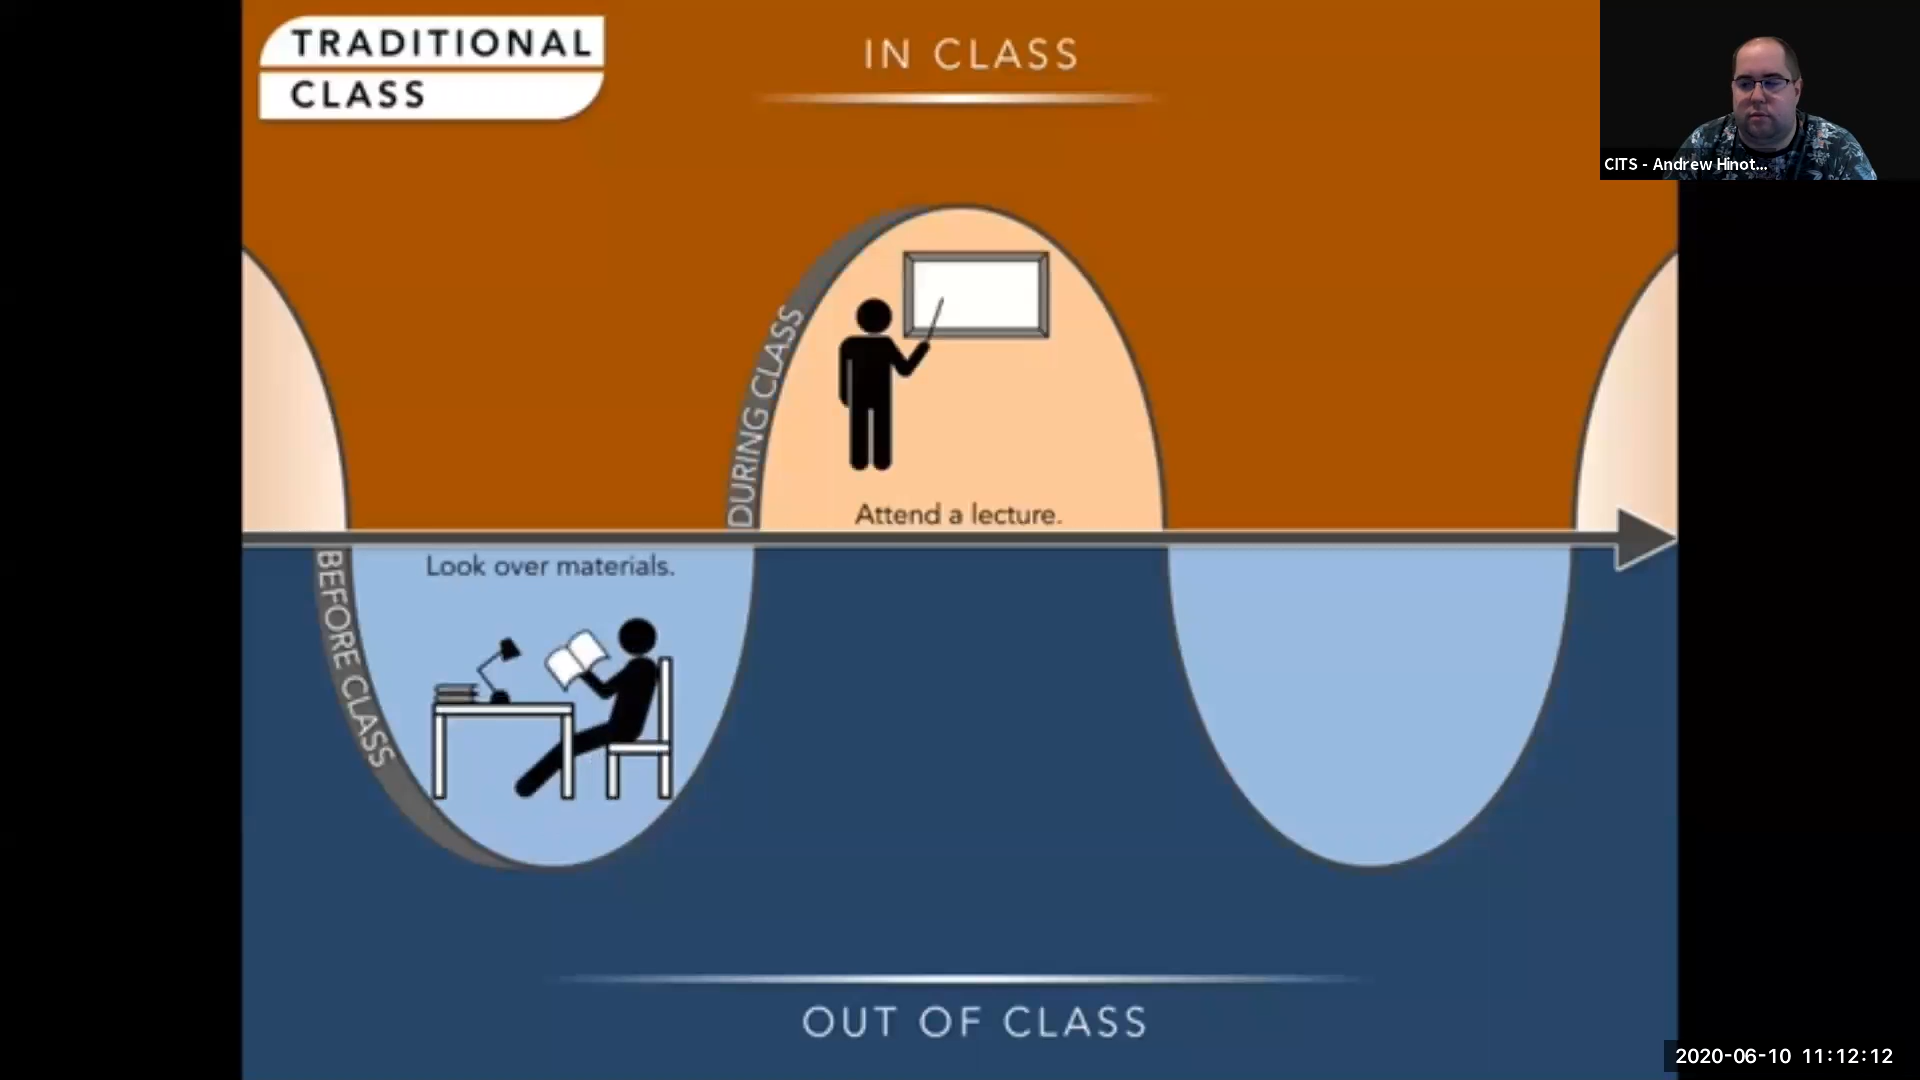 TRADITIONAL
CLASS
IN CLASS
CITS - Andrew Hinot...
DURING CLASS
Attend a lecture.
Look over materials.
BEFORE CLASS
OUT OF CLASS
2020-06-10 11:12:12